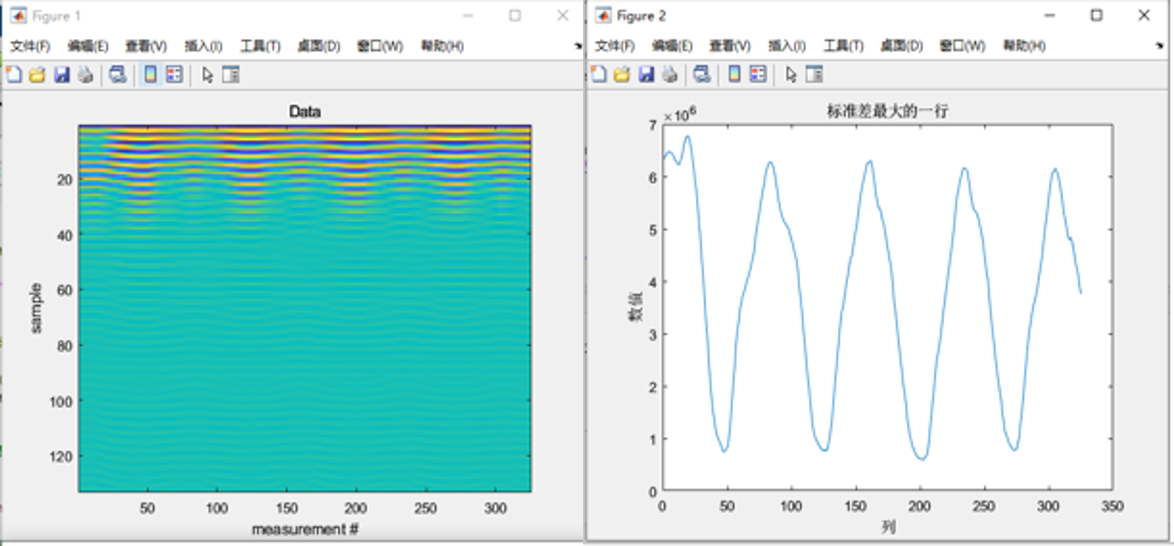 Figure 1
文件(F) 编辑(E) 查看(V) 插入(I) 工具(T) 桌面(D) 窗口(W) 帮助(H)
Data
20
40
60
80
100
120
sample
50 100 150 200 250 300
measurement #
Figure 2
文件(F) 编辑(E) 查看(V) 插入(I) 工具(T) 桌面(D) 窗口(W) 帮助(H)
×10⁶
标准差最大的一行
7
6
5
4
3
2
1
0
数值
0 50 100 150 200 250 300 350
列